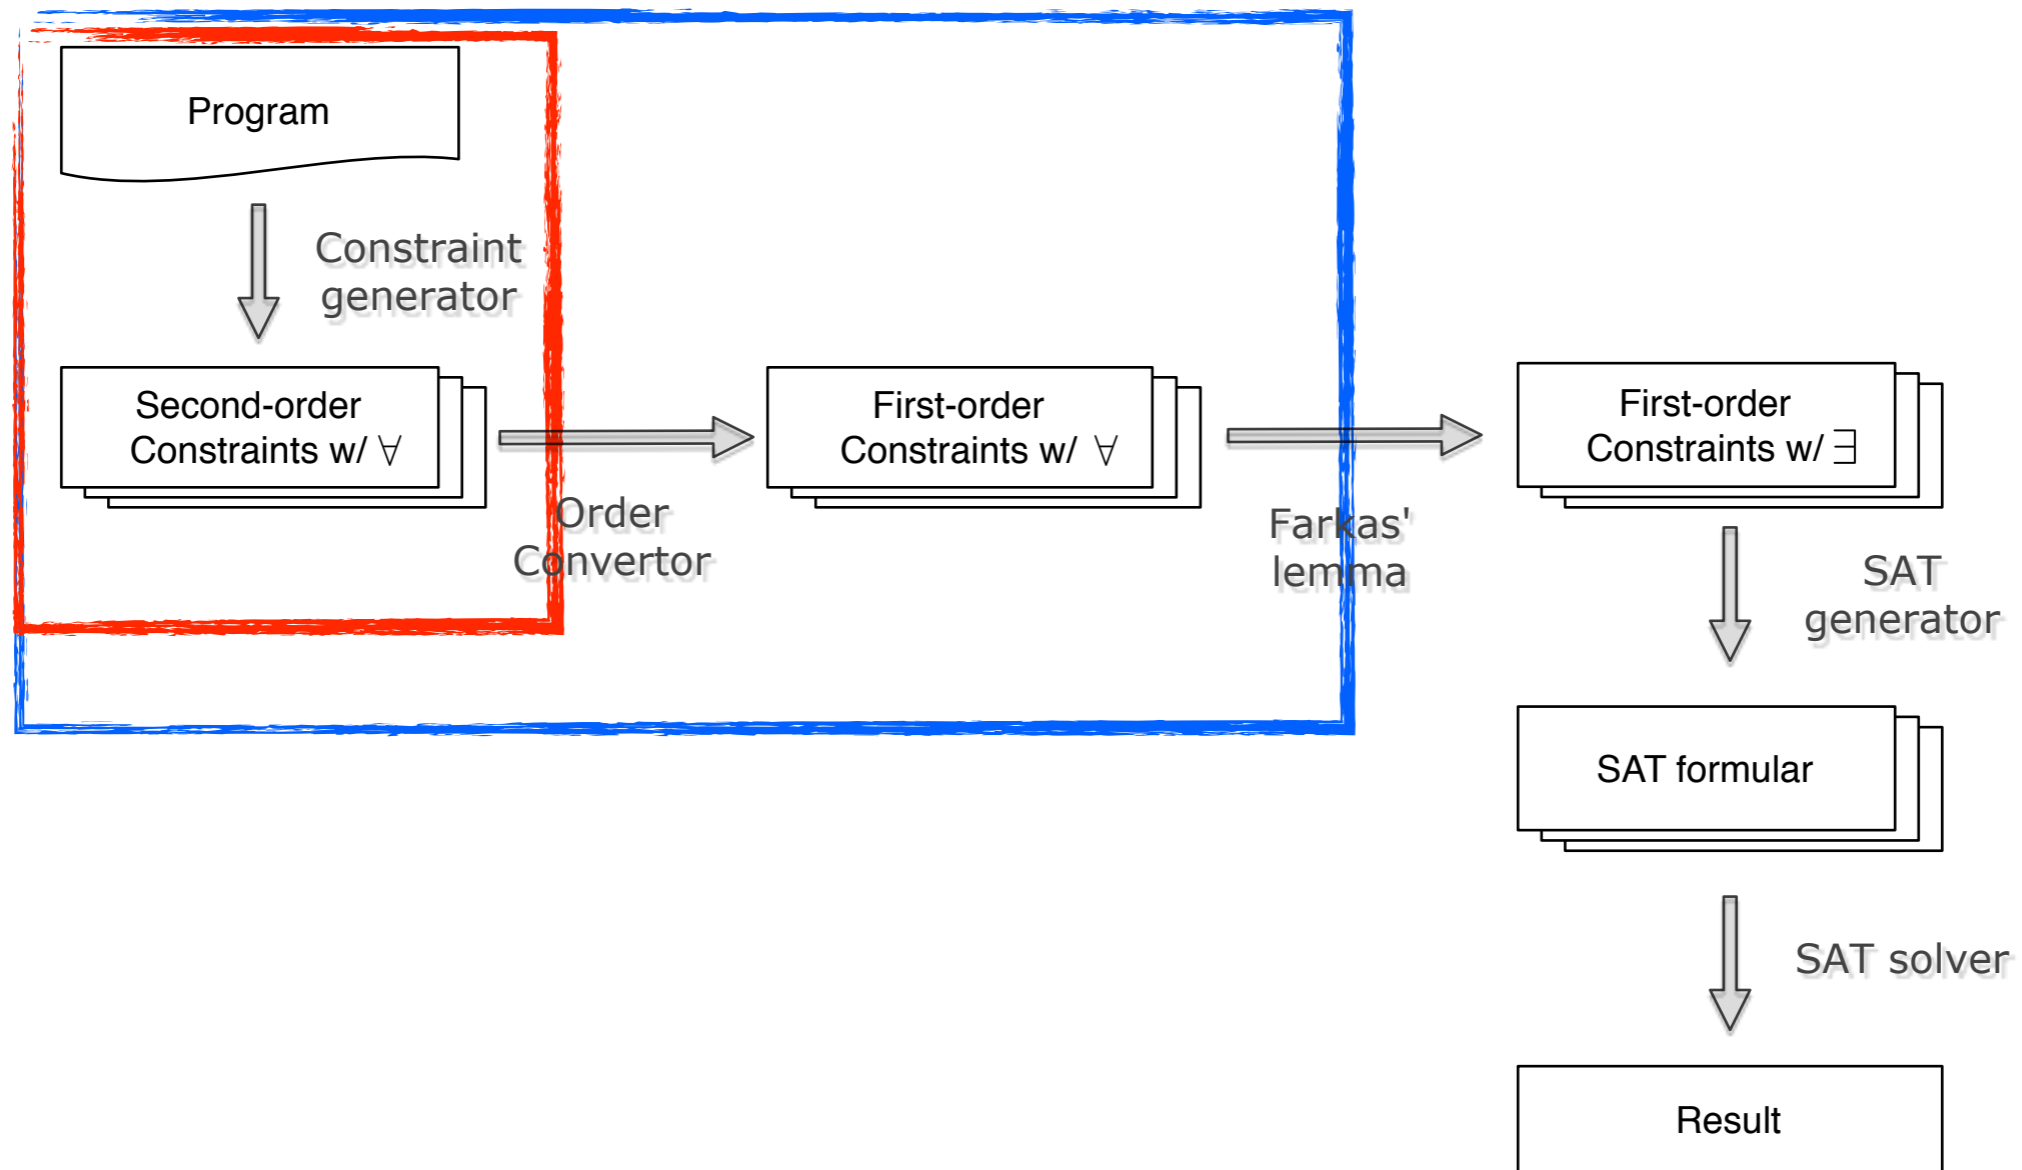 Program
Constraint
generator
Second-order
Constraints w/ ∀
Order
Convertor
First-order
Constraints w/ ∀
Farkas'
lemma
First-order
Constraints w/ ∃
SAT
generator
SAT formular
SAT solver
Result